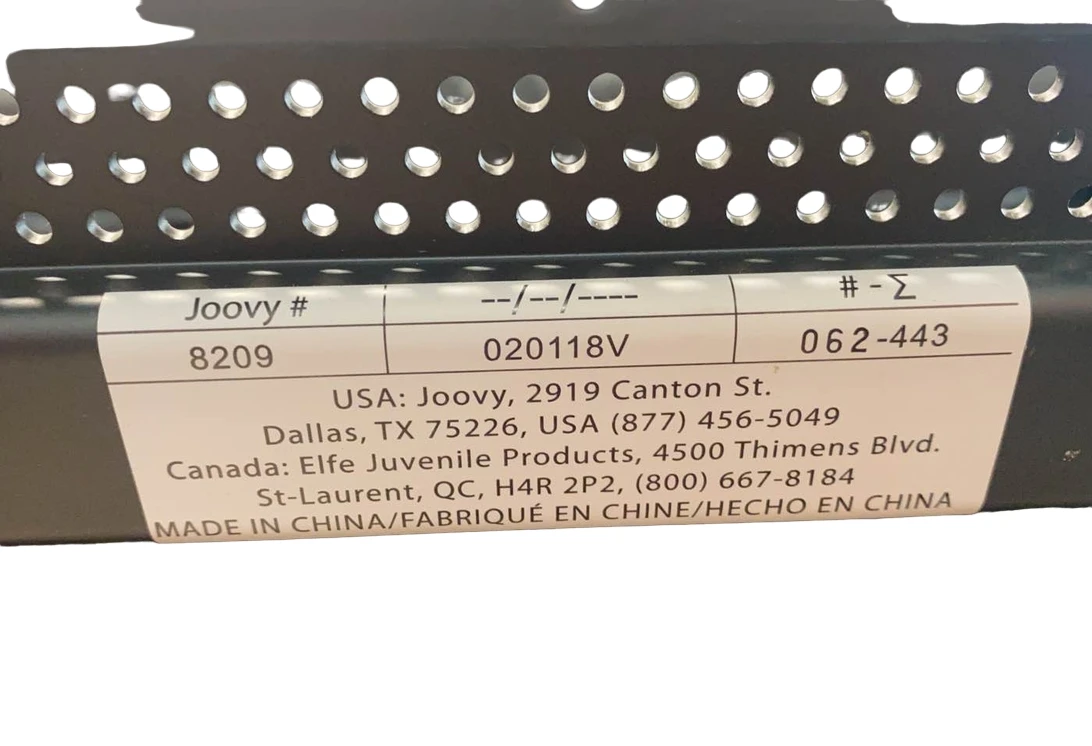 Joovy # --/--/---- # - Σ
8209 020118V 062-443
USA: Joovy, 2919 Canton St.
Dallas, TX 75226, USA (877) 456-5049
Canada: Elfe Juvenile Products, 4500 Thimens Blvd.
St-Laurent, QC, H4R 2P2, (800) 667-8184
MADE IN CHINA/FABRIQUÉ EN CHINE/HECHO EN CHINA